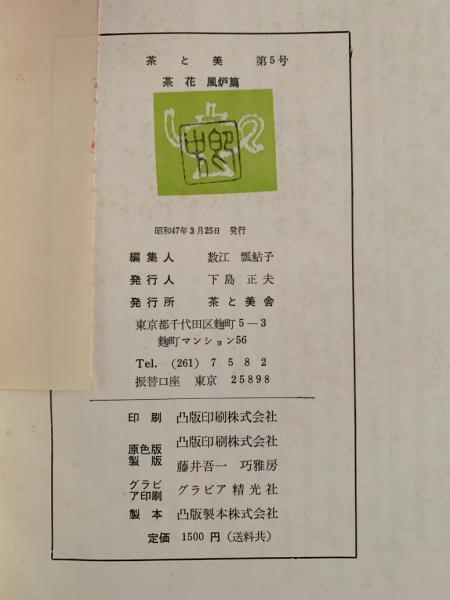 茶と美 第5号
茶花 風炉篇
昭和47年3月25日 発行
編集人 数江 瓢鮎子
発行人 下島 正夫
発行所 茶と美舎
東京都千代田区麹町5―3
麹町マンション56
Tel. (261) 7582
振替口座 東京 25898
印刷 凸版印刷株式会社
原色版製版 凸版印刷株式会社
藤井吾一 巧雅房
グラビア印刷 グラビア精光社
製本 凸版製本株式会社
定価 1500円(送料共)